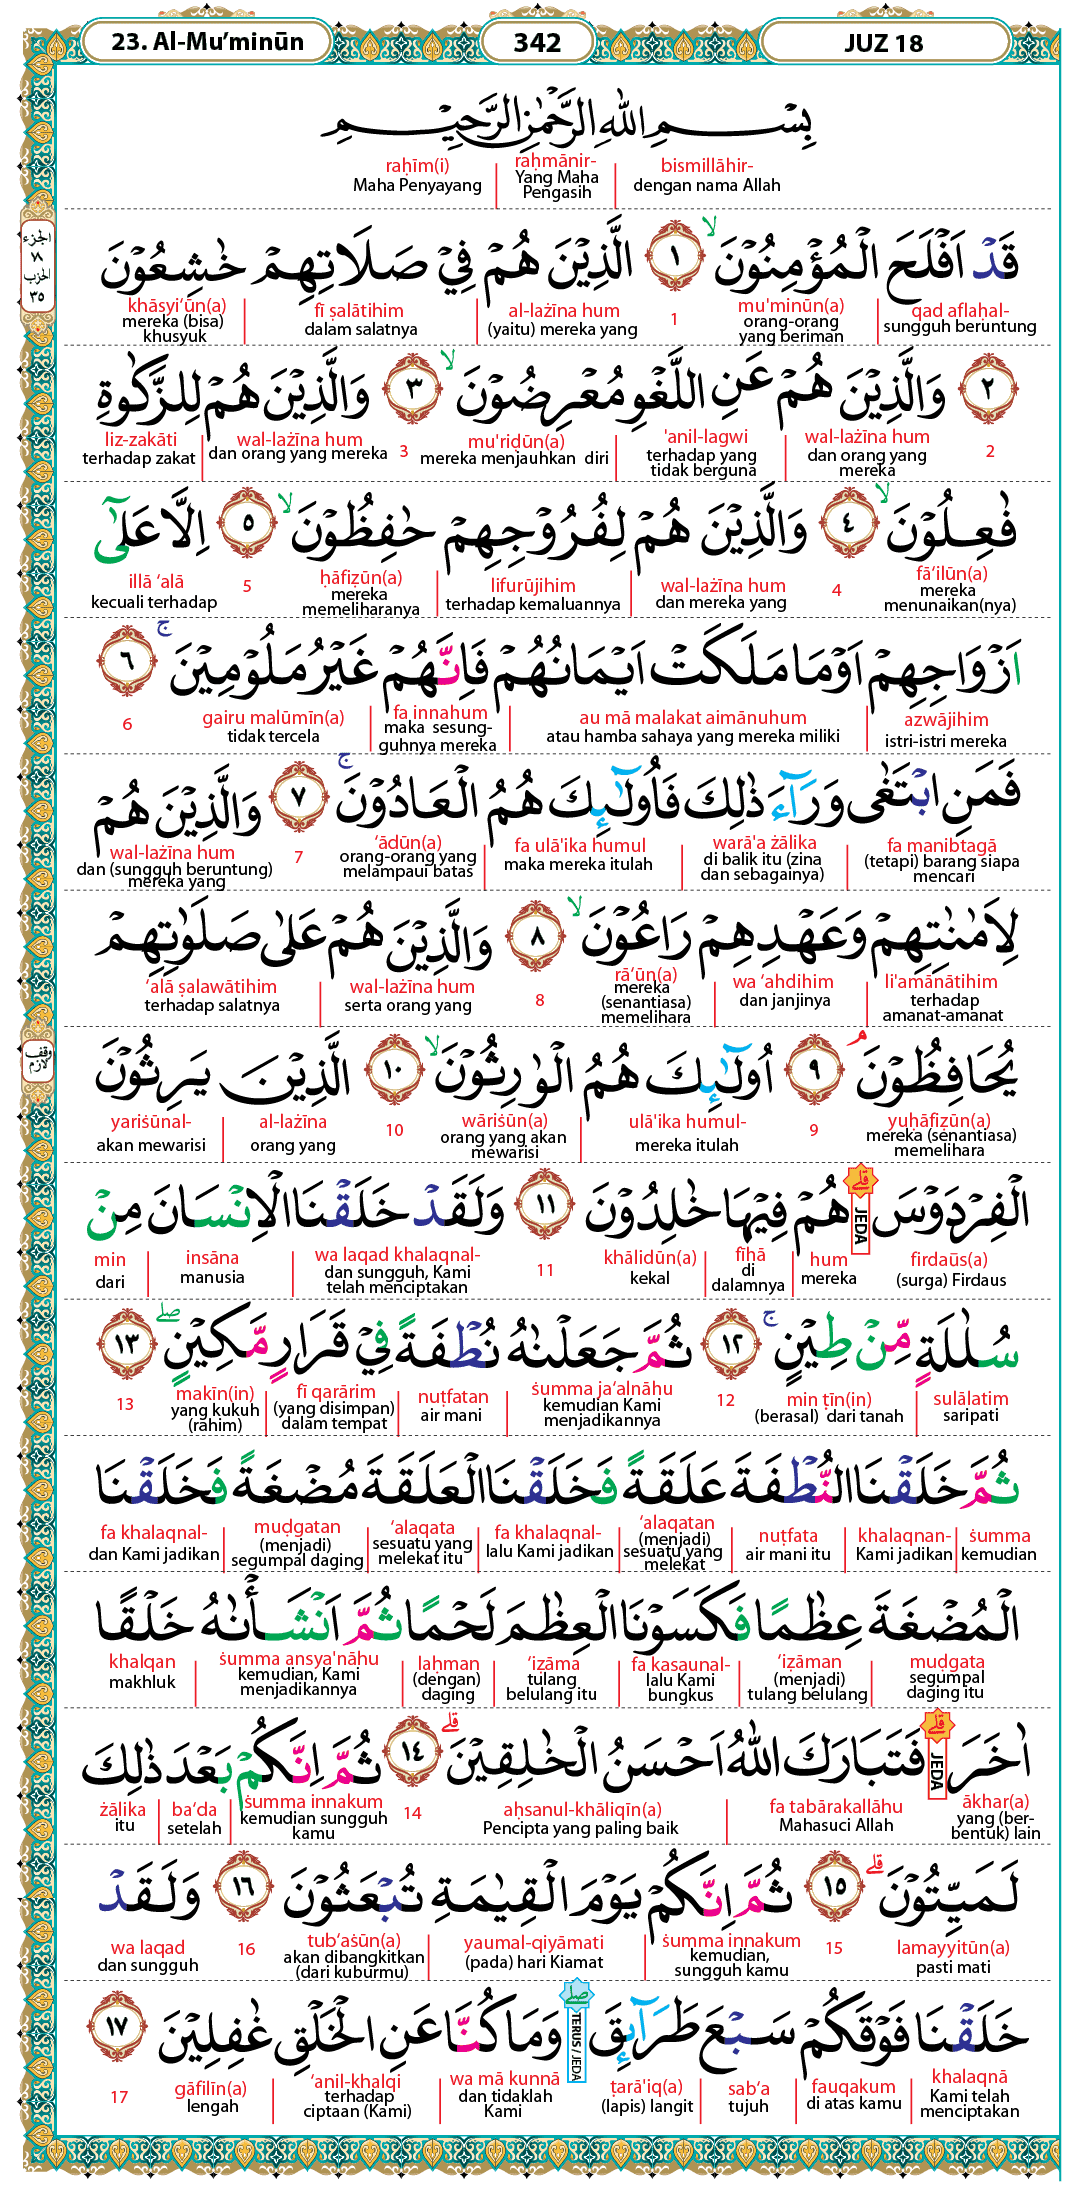 23. Al-Mu’minūn 342 JUZ 18
بِسْمِ اللّٰهِ الرَّحْمٰنِ الرَّحِيْمِ
bismillāhir- raḥmānir- raḥīm(i)
dengan nama Allah Yang Maha Pengasih Maha Penyayang
الجزء ١٨ الحزب ٣٥
قَدْ اَفْلَحَ الْمُؤْمِنُوْنَ ۙ ١ الَّذِيْنَ هُمْ فِيْ صَلَاتِهِمْ خٰشِعُوْنَ
qad aflaḥal- mu'minūn(a) 1 al-lażīna hum fī ṣalātihim khāsyi‘ūn(a)
sungguh beruntung orang-orang yang beriman (yaitu) mereka yang dalam salatnya mereka (bisa) khusyuk
٢ وَالَّذِيْنَ هُمْ عَنِ اللَّغْوِ مُعْرِضُوْنَ ۙ ٣ وَالَّذِيْنَ هُمْ لِلزَّكٰوةِ
2 wal-lażīna hum 'anil-lagwi mu'riḍūn(a) 3 wal-lażīna hum liz-zakāti
dan orang yang mereka terhadap yang tidak berguna mereka menjauhkan diri dan orang yang mereka terhadap zakat
فٰعِلُوْنَ ۙ ٤ وَالَّذِيْنَ هُمْ لِفُرُوْجِهِمْ حٰفِظُوْنَ ۙ ٥ اِلَّا عَلٰٓى
fā‘ilūn(a) 4 wal-lażīna hum lifurūjihim ḥāfiẓūn(a) 5 illā ‘alā
mereka menunaikan(nya) dan mereka yang terhadap kemaluannya mereka memeliharanya kecuali terhadap
اَزْوَاجِهِمْ اَوْ مَا مَلَكَتْ اَيْمَانُهُمْ فَاِنَّهُمْ غَيْرُ مَلُوْمِيْنَ ۚ ٦
azwājihim au mā malakat aimānuhum fa innahum gairu malūmīn(a) 6
istri-istri mereka atau hamba sahaya yang mereka miliki maka sesung-guhnya mereka tidak tercela
فَمَنِ ابْتَغٰى وَرَاۤءَ ذٰلِكَ فَاُولٰۤىِٕكَ هُمُ الْعَادُوْنَ ۚ ٧ وَالَّذِيْنَ هُمْ
fa manibtagā warā'a żālika fa ulā'ika humul ‘ādūn(a) 7 wal-lażīna hum
(tetapi) barang siapa mencari di balik itu (zina dan sebagainya) maka mereka itulah orang-orang yang melampaui batas dan (sungguh beruntung) mereka yang
لِاَمٰنٰتِهِمْ وَعَهْدِهِمْ رَاعُوْنَ ۙ ٨ وَالَّذِيْنَ هُمْ عَلٰى صَلَوٰتِهِمْ
li'amānātihim wa ‘ahdihim rā‘ūn(a) 8 wal-lażīna hum ‘alā ṣalawātihim
terhadap amanat-amanat dan janjinya mereka (senantiasa) memelihara serta orang yang terhadap salatnya
وقف لازم
يُحَافِظُوْنَ ۘ ٩ اُولٰۤىِٕكَ هُمُ الْوَارِثُوْنَ ۙ ١٠ الَّذِيْنَ يَرِثُوْنَ
yuḥāfiẓūn(a) 9 ulā'ika humul- wāriṡūn(a) 10 al-lażīna yariṡūnal-
mereka (senantiasa) memelihara mereka itulah orang yang akan mewarisi orang yang akan mewarisi
الْفِرْدَوْسَ ۗ JEDA هُمْ فِيْهَا خٰلِدُوْنَ ١١ وَلَقَدْ خَلَقْنَا الْاِنْسَانَ مِنْ
firdaūs(a) hum fīhā khālidūn(a) 11 wa laqad khalaqnal- insāna min
(surga) Firdaus mereka di dalamnya kekal dan sungguh, Kami telah menciptakan manusia dari
سُلٰلَةٍ مِّنْ طِيْنٍ ۚ ١٢ ثُمَّ جَعَلْنٰهُ نُطْفَةً فِيْ قَرَارٍ مَّكِيْنٍ ۖ ١٣
sulālatim min ṭīn(in) 12 ṡumma ja‘alnāhu nuṭfatan fī qarārim makīn(in) 13
saripati (berasal) dari tanah kemudian Kami menjadikannya air mani (yang disimpan) dalam tempat yang kukuh (rahim)
ثُمَّ خَلَقْنَا النُّطْفَةَ عَلَقَةً فَخَلَقْنَا الْعَلَقَةَ مُضْغَةً فَخَلَقْنَا
ṡumma khalaqnan- nuṭfata ‘alaqatan fa khalaqnal- ‘alaqata muḍgatan fa khalaqnal-
kemudian Kami jadikan air mani itu (menjadi) sesuatu yang melekat lalu Kami jadikan sesuatu yang melekat itu (menjadi) segumpal daging dan Kami jadikan
الْمُضْغَةَ عِظٰمًا فَكَسَوْنَا الْعِظٰمَ لَحْمًا ثُمَّ اَنْشَأْنٰهُ خَلْقًا
muḍgata ‘iẓāman fa kasaunal- ‘iẓāma laḥman ṡumma ansya'nāhu khalqan
segumpal daging itu (menjadi) tulang belulang lalu Kami bungkus tulang belulang itu (dengan) daging kemudian, Kami menjadikannya makhluk
اٰخَرَ ۗ JEDA فَتَبَارَكَ اللّٰهُ اَحْسَنُ الْخَالِقِيْنَ ۗ ١٤ ثُمَّ اِنَّكُمْ بَعْدَ ذٰلِكَ
ākhar(a) fa tabārakallāhu aḥsanul-khāliqīn(a) 14 ṡumma innakum ba‘da żālika
yang (ber-bentuk) lain Mahasuci Allah Pencipta yang paling baik kemudian sungguh kamu setelah itu
لَمَيِّتُوْنَ ۗ ١٥ ثُمَّ اِنَّكُمْ يَوْمَ الْقِيٰمَةِ تُبْعَثُوْنَ ١٦ وَلَقَدْ
lamayyitūn(a) 15 ṡumma innakum yaumal-qiyāmati tub‘aṡūn(a) 16 wa laqad
pasti mati kemudian, sungguh kamu (pada) hari Kiamat akan dibangkitkan (dari kuburmu) dan sungguh
خَلَقْنَا فَوْقَكُمْ سَبْعَ طَرَاۤىِٕقَ ۖ TERUS / JEDA وَمَا كُنَّا عَنِ الْخَلْقِ غٰفِلِيْنَ ١٧
khalaqnā fauqakum sab‘a ṭarā'iq(a) wa mā kunnā ‘anil-khalqi gāfilīn(a) 17
Kami telah menciptakan di atas kamu tujuh (lapis) langit dan tidaklah Kami terhadap ciptaan (Kami) lengah